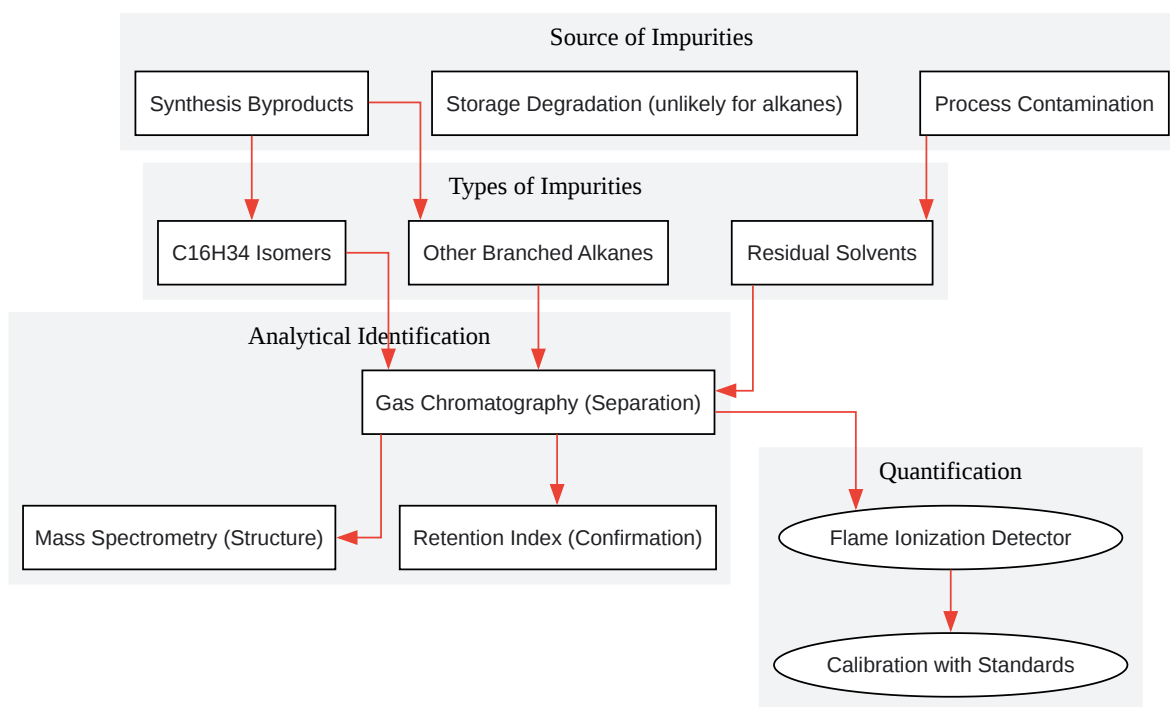 Source of Impurities
Synthesis Byproducts
Storage Degradation (unlikely for alkanes)
Process Contamination
Types of Impurities
C16H34 Isomers
Other Branched Alkanes
Residual Solvents
Analytical Identification
Gas Chromatography (Separation)
Quantification
Mass Spectrometry (Structure)
Retention Index (Confirmation)
Flame Ionization Detector
Calibration with Standards